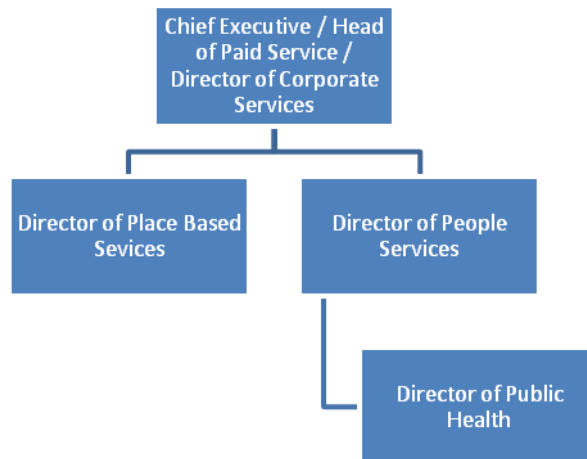 Chief Executive / Head
of Paid Service /
Director of Corporate
Services
Director of Place Based
Sevices
Director of People
Services
Director of Public
Health